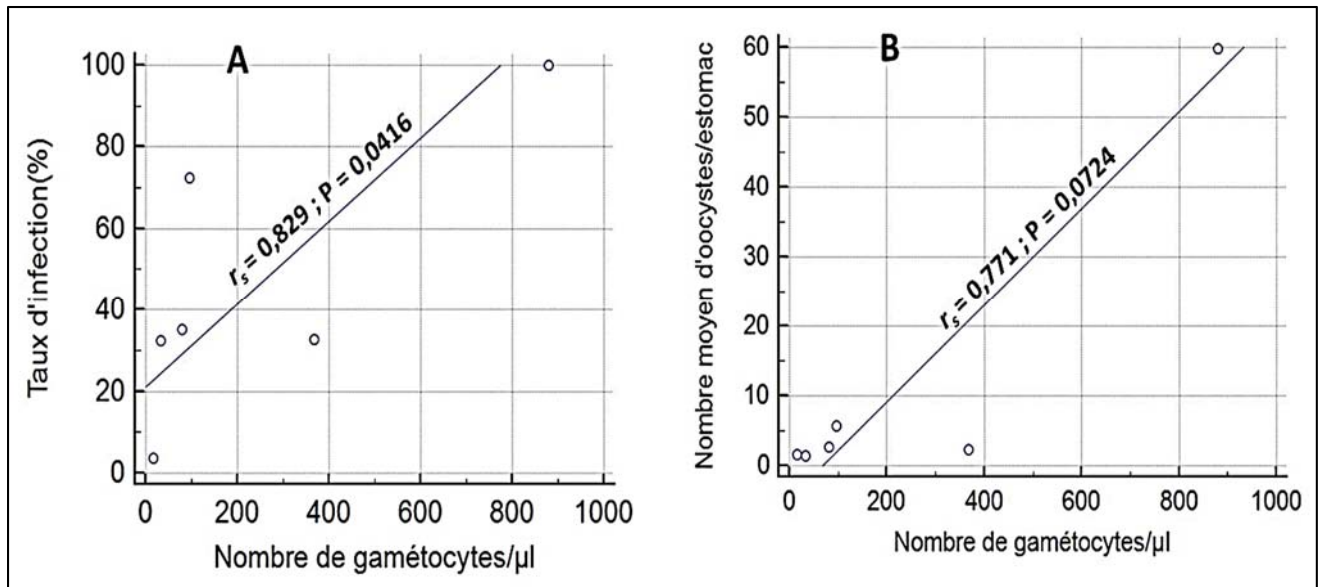 A
Taux d'infection(%)
100
80
60
40
20
0
r_s = 0,829 ; P = 0,0416
0 200 400 600 800 1000
Nombre de gamétocytes/µl
B
Nombre moyen d'oocystes/estomac
60
50
40
30
20
10
0
r_s = 0,771 ; P = 0,0724
0 200 400 600 800 1000
Nombre de gamétocytes/µl